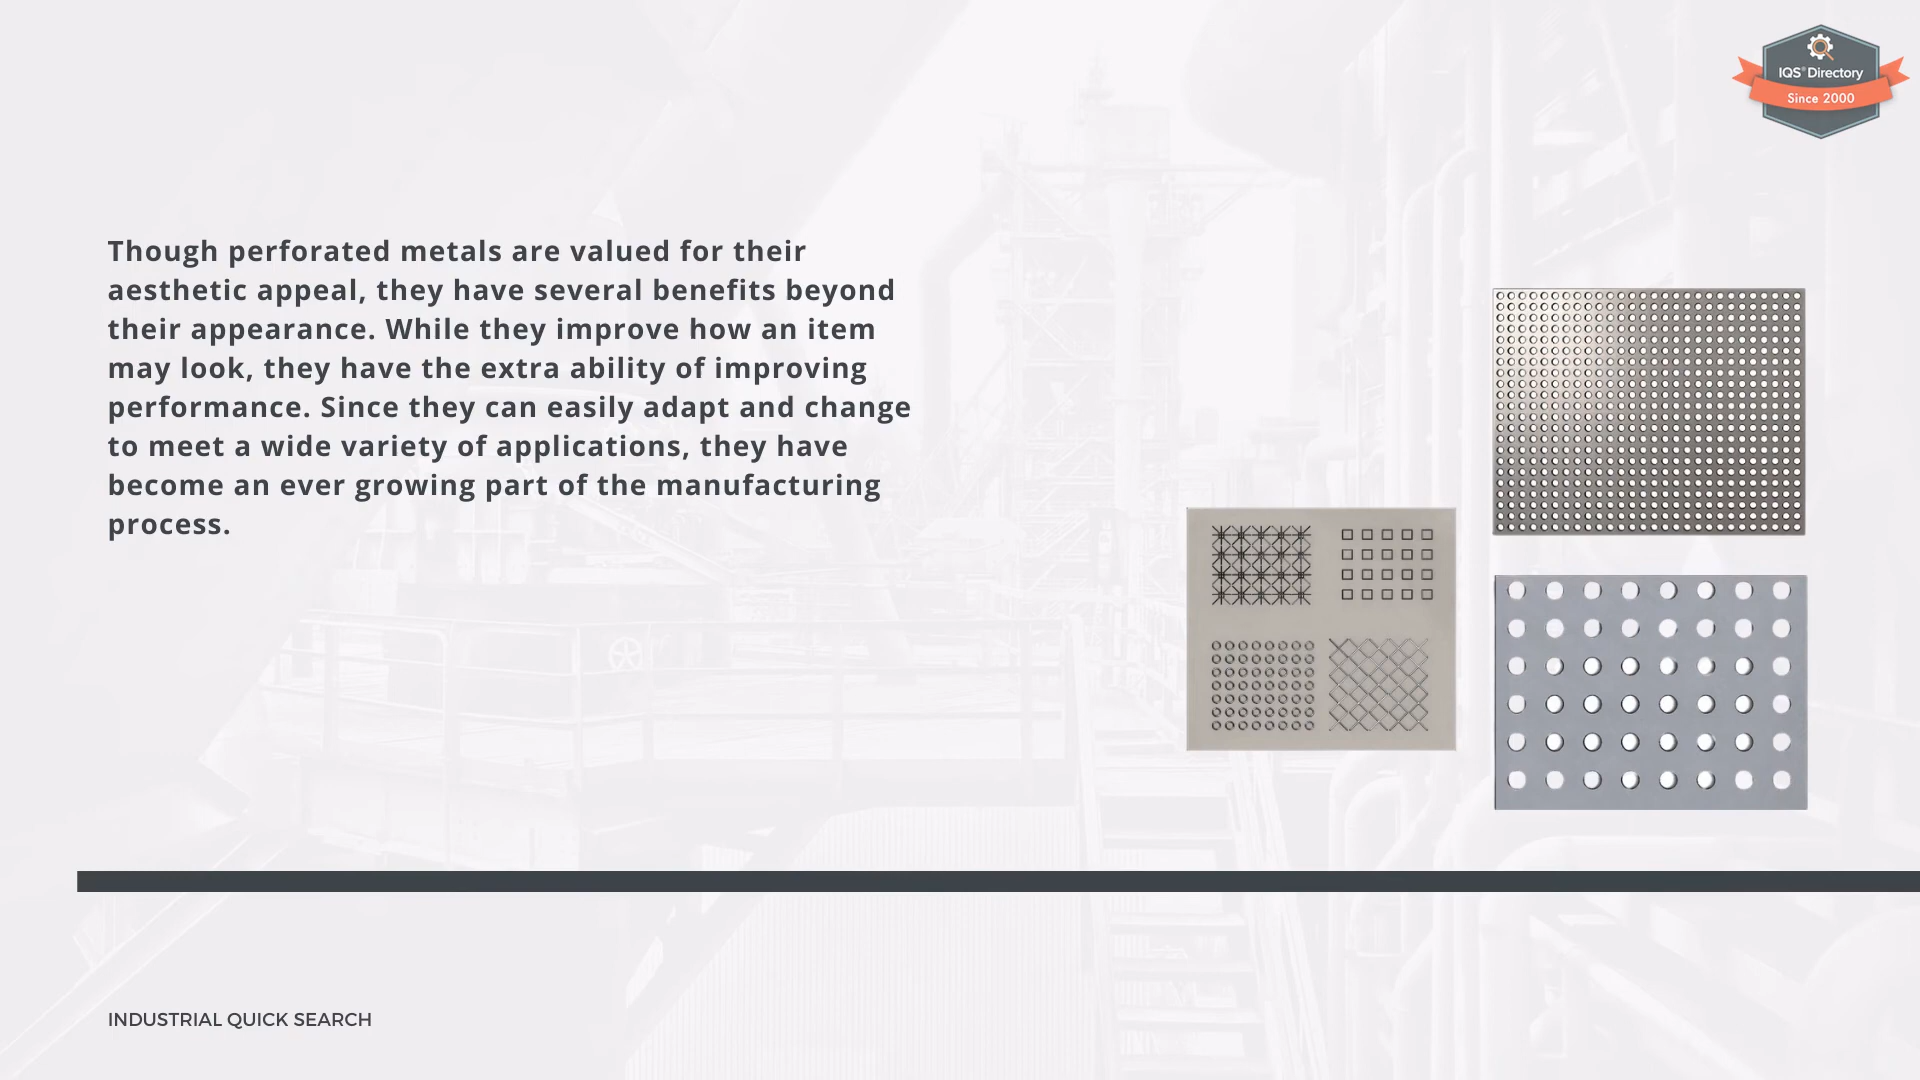 IQS® Directory
Since 2000
Though perforated metals are valued for their
aesthetic appeal, they have several benefits beyond
their appearance. While they improve how an item
may look, they have the extra ability of improving
performance. Since they can easily adapt and change
to meet a wide variety of applications, they have
become an ever growing part of the manufacturing
process.
INDUSTRIAL QUICK SEARCH